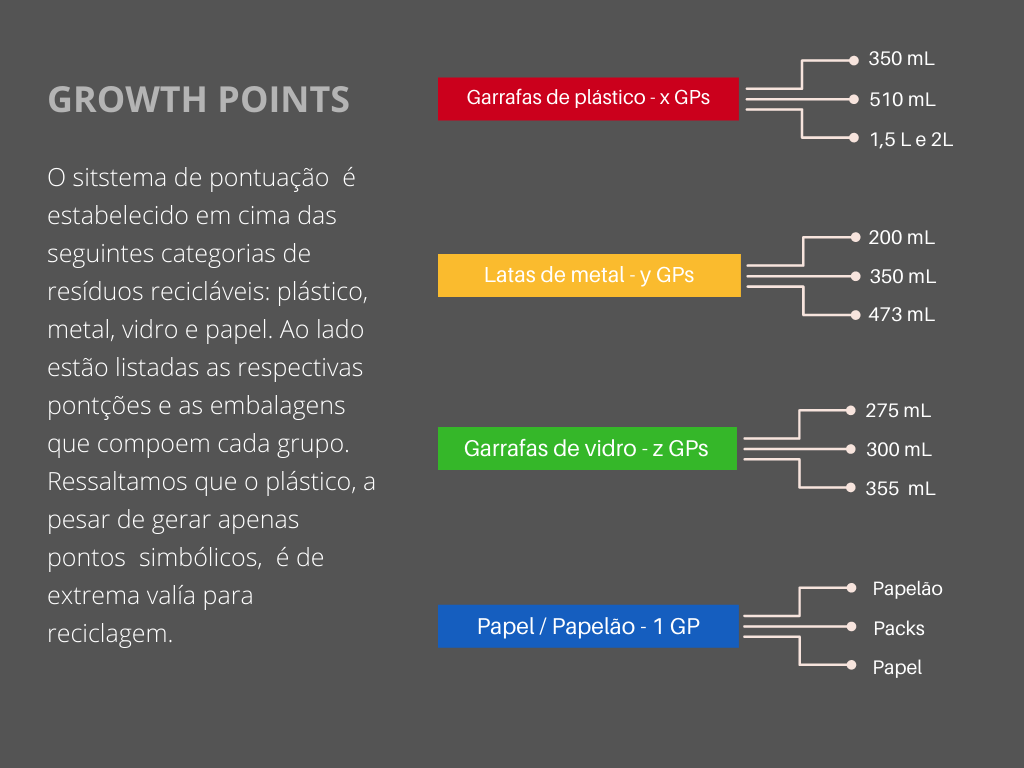 GROWTH POINTS
O sitstema de pontuação  é
estabelecido em cima das
seguintes categorias de
resíduos recicláveis: plástico,
metal, vidro e papel. Ao lado
estão listadas as respectivas
pontções e as embalagens
que compoem cada grupo.
Ressaltamos que o plástico, a
pesar de gerar apenas
pontos  simbólicos,  é de
extrema valía para
reciclagem.
Garrafas de plástico - x GPs
350 mL
510 mL
1,5 L e 2L
Latas de metal - y GPs
200 mL
350 mL
473 mL
Garrafas de vidro - z GPs
275 mL
300 mL
355  mL
Papel / Papelão - 1 GP
Papelão
Packs
Papel